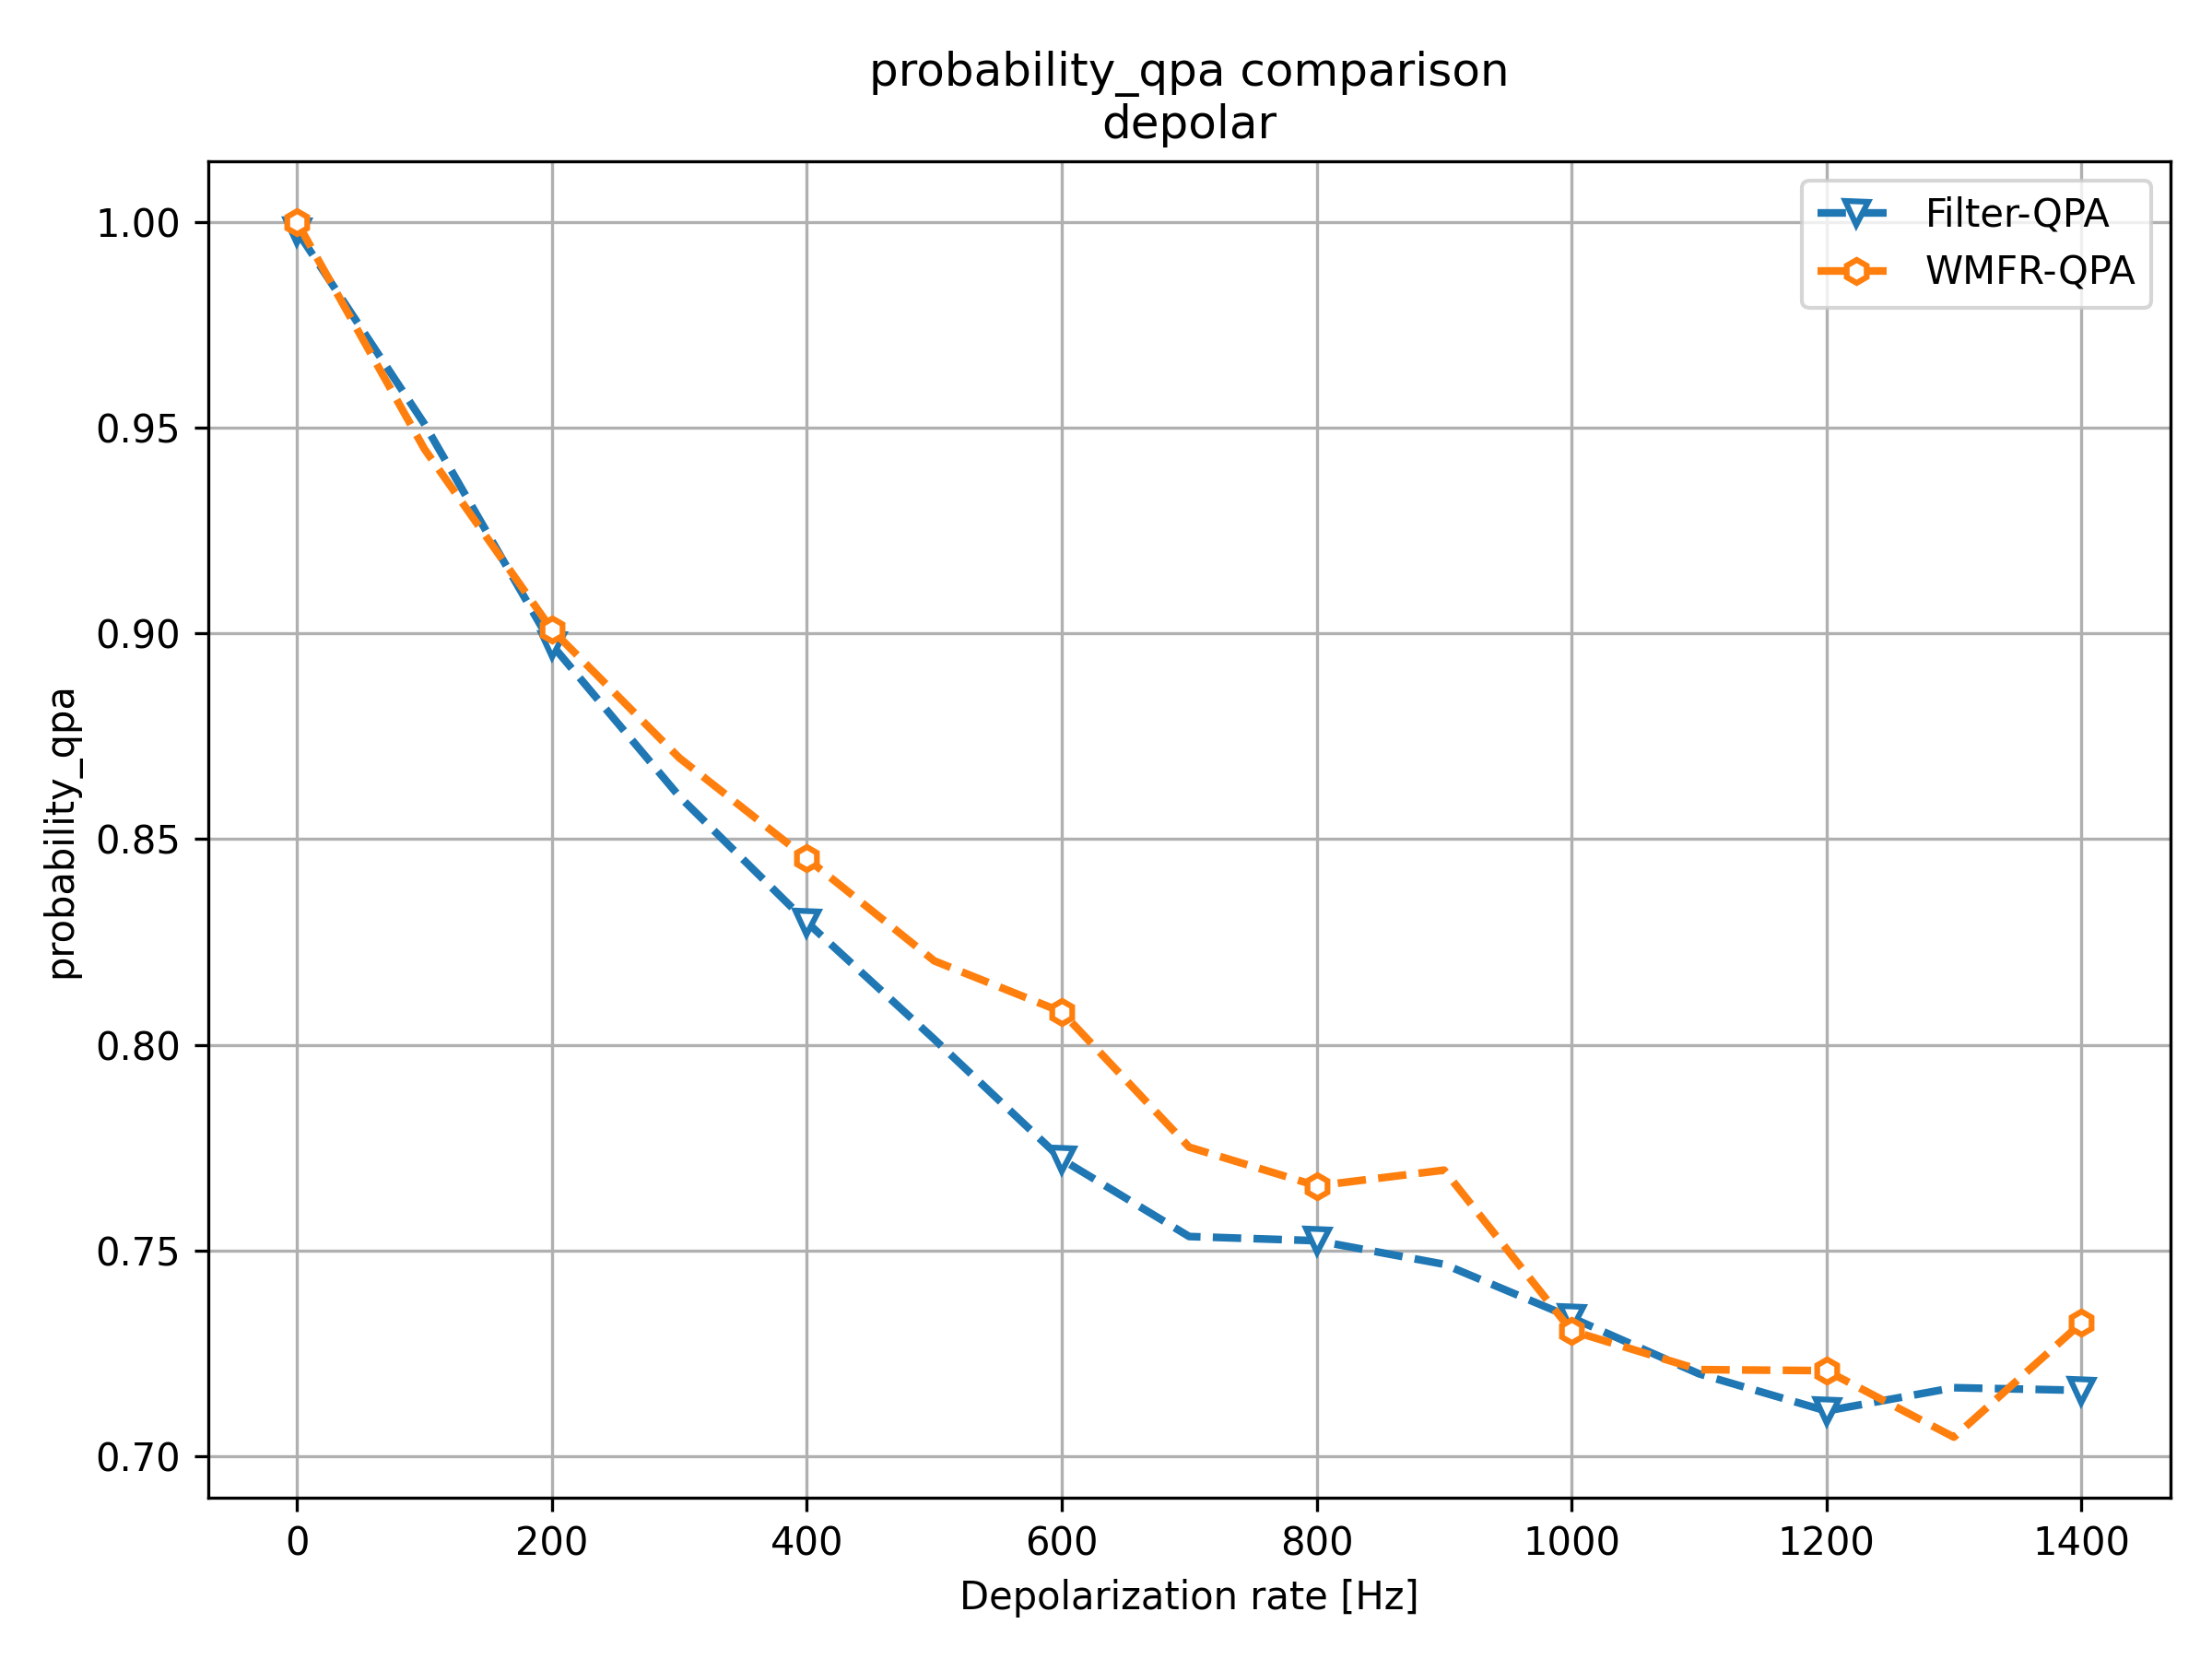 probability_qpa comparison
depolar
Filter-QPA
WMFR-QPA
1.00
0.95
0.90
0.85
0.80
0.75
0.70
probability_qpa
0 200 400 600 800 1000 1200 1400
Depolarization rate [Hz]